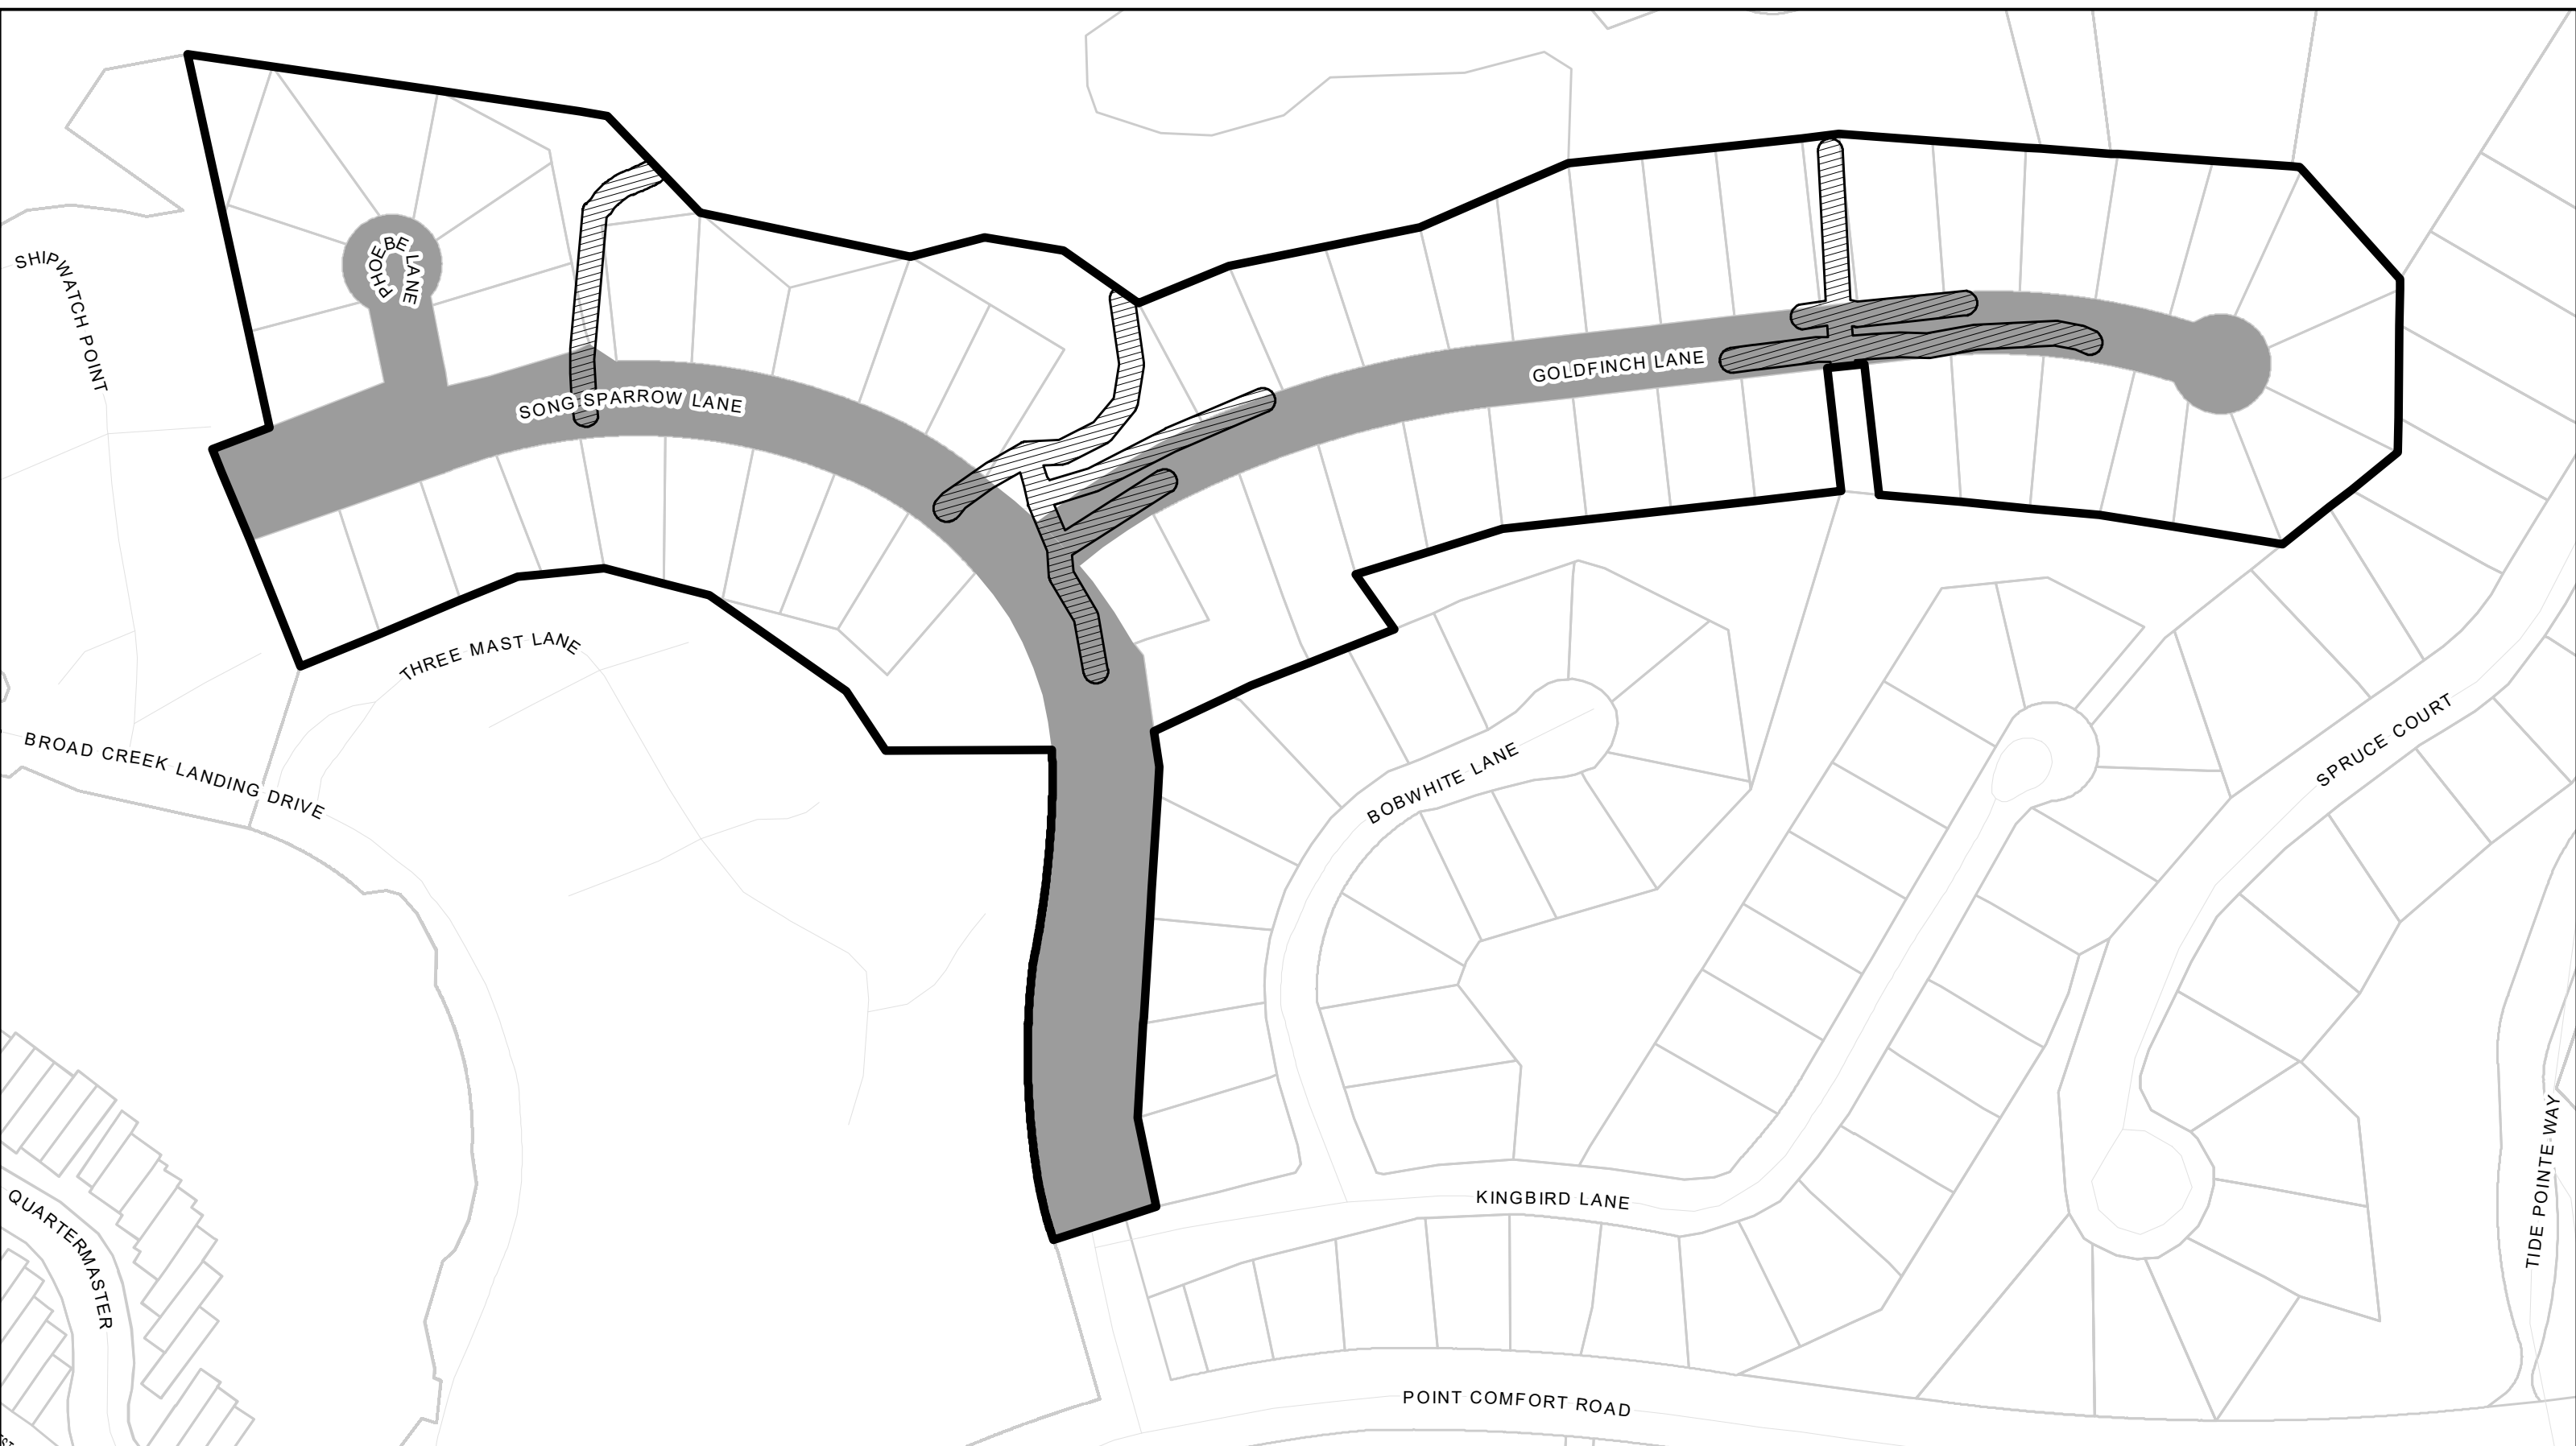 PHOEBE LANE
SHIPWATCH POINT
GOLDFINCH LANE
SONG SPARROW LANE
THREE MAST LANE
BROAD CREEK LANDING DRIVE
BOBWHITE LANE
SPRUCE COURT
KINGBIRD LANE
TIDE POINTE WAY
QUARTERMASTER
POINT COMFORT ROAD